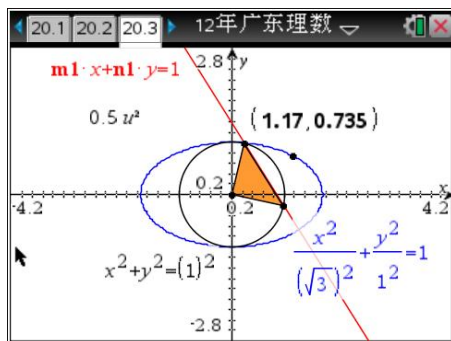 20.1 20.2 20.3 12年广东理数
2.8 y
m1·x+n1·y=1
0.5 u²
(1.17,0.735)
0.2
x
-4.2 0.2 4.2
x²+y²=(1)²
x²/(√3)²+y²/1²=1
-2.8